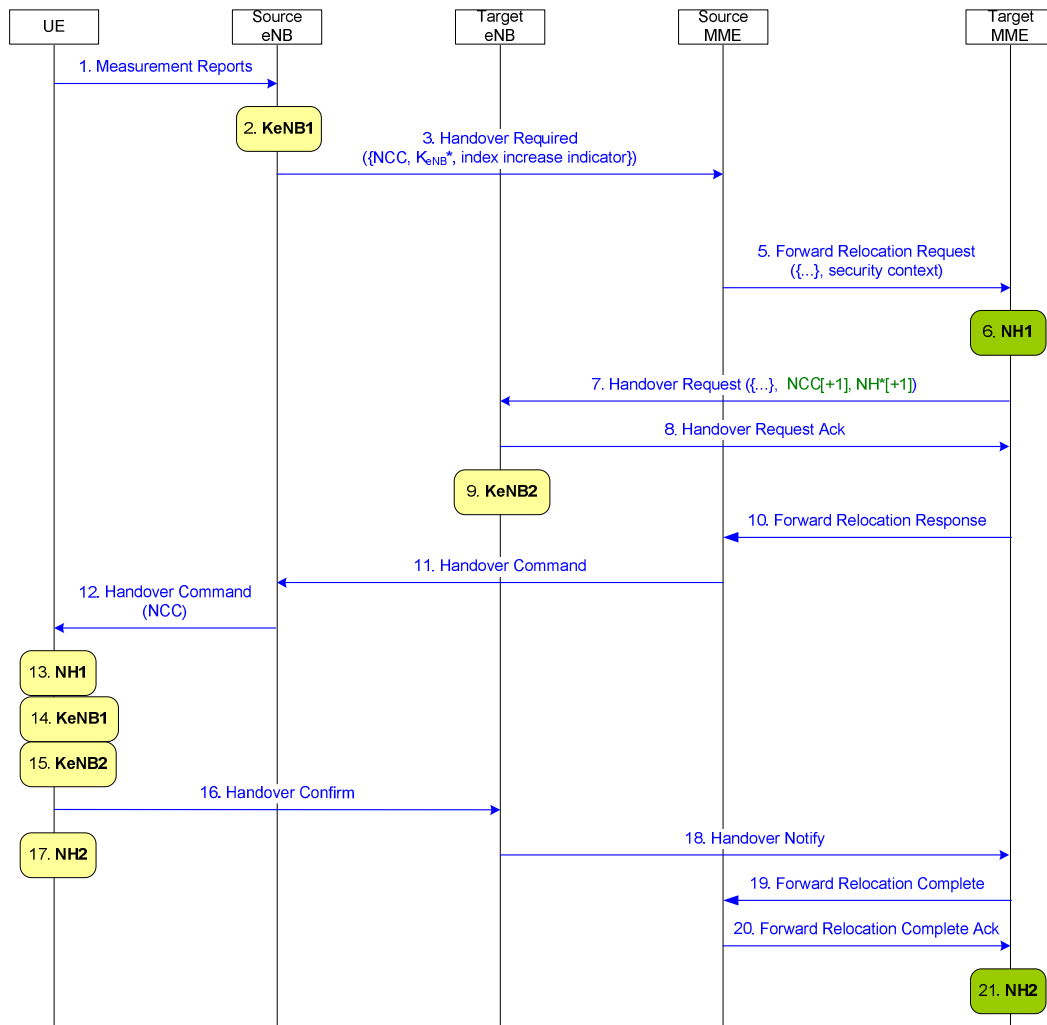 UE
Source
eNB
Target
eNB
Source
MME
Target
MME
1. Measurement Reports
2. KeNB1
3. Handover Required
({NCC, KeNB*, index increase indicator})
5. Forward Relocation Request
({...}, security context)
6. NH1
7. Handover Request ({...}, NCC[+1], NH*[+1])
8. Handover Request Ack
9. KeNB2
10. Forward Relocation Response
11. Handover Command
12. Handover Command
(NCC)
13. NH1
14. KeNB1
15. KeNB2
16. Handover Confirm
17. NH2
18. Handover Notify
19. Forward Relocation Complete
20. Forward Relocation Complete Ack
21. NH2